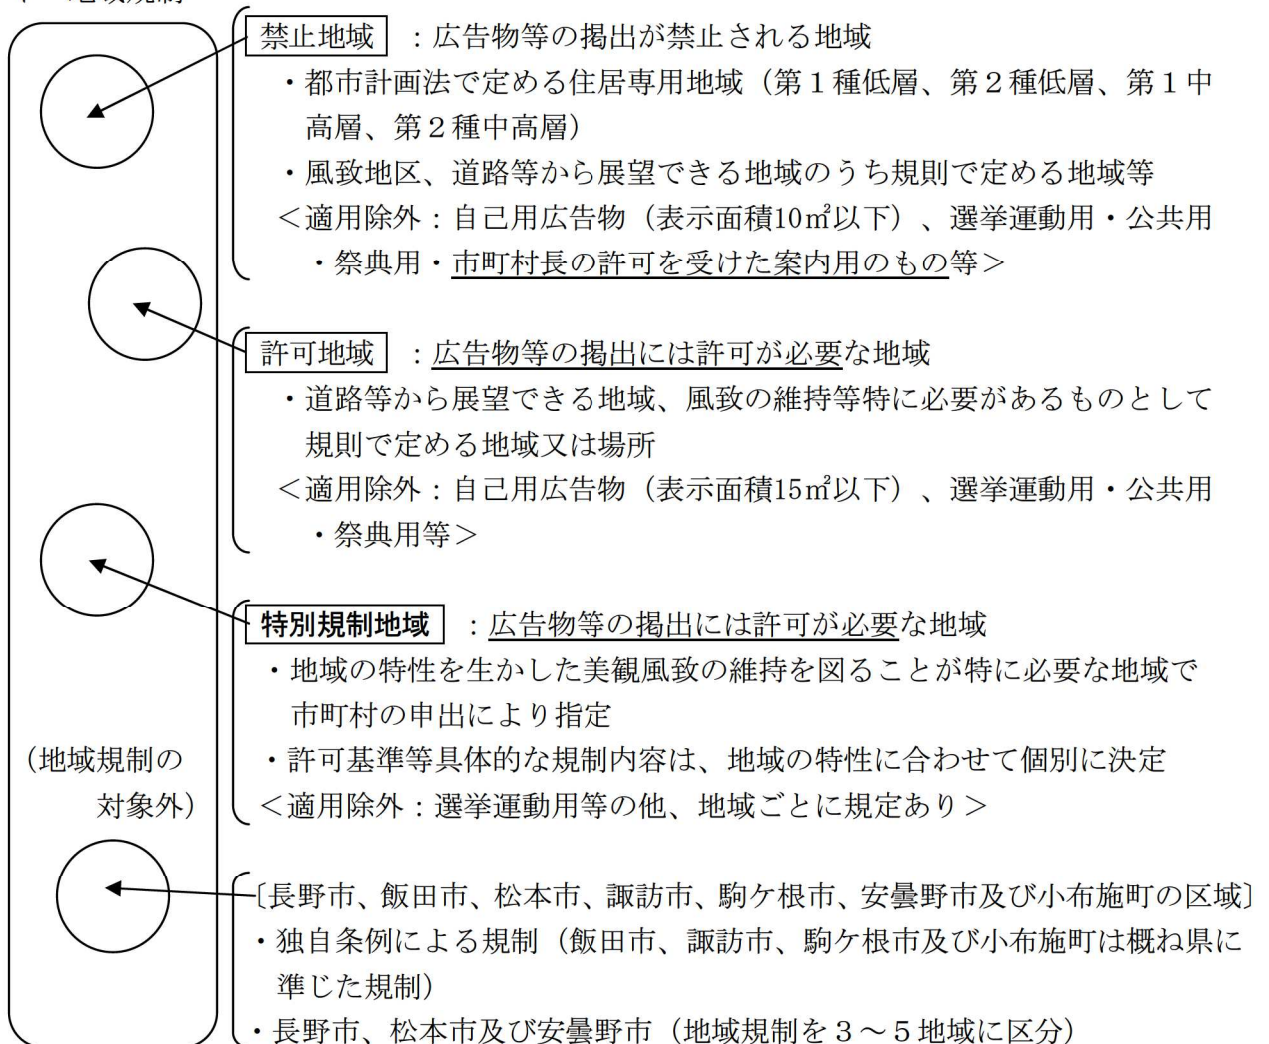 禁止地域 ：広告物等の掲出が禁止される地域
・都市計画法で定める住居専用地域（第１種低層、第２種低層、第１中
高層、第２種中高層）
・風致地区、道路等から展望できる地域のうち規則で定める地域等
＜適用除外：自己用広告物（表示面積10㎡以下）、選挙運動用・公共用
・祭典用・市町村長の許可を受けた案内用のもの等＞
許可地域 ：広告物等の掲出には許可が必要な地域
・道路等から展望できる地域、風致の維持等特に必要があるものとして
規則で定める地域又は場所
＜適用除外：自己用広告物（表示面積15㎡以下）、選挙運動用・公共用
・祭典用等＞
特別規制地域 ：広告物等の掲出には許可が必要な地域
・地域の特性を生かした美観風致の維持を図ることが特に必要な地域で
市町村の申出により指定
・許可基準等具体的な規制内容は、地域の特性に合わせて個別に決定
＜適用除外：選挙運動用等の他、地域ごとに規定あり＞
（地域規制の
対象外）
〔長野市、飯田市、松本市、諏訪市、駒ケ根市、安曇野市及び小布施町の区域〕
・独自条例による規制（飯田市、諏訪市、駒ケ根市及び小布施町は概ね県に
準じた規制）
・長野市、松本市及び安曇野市（地域規制を３～５地域に区分）